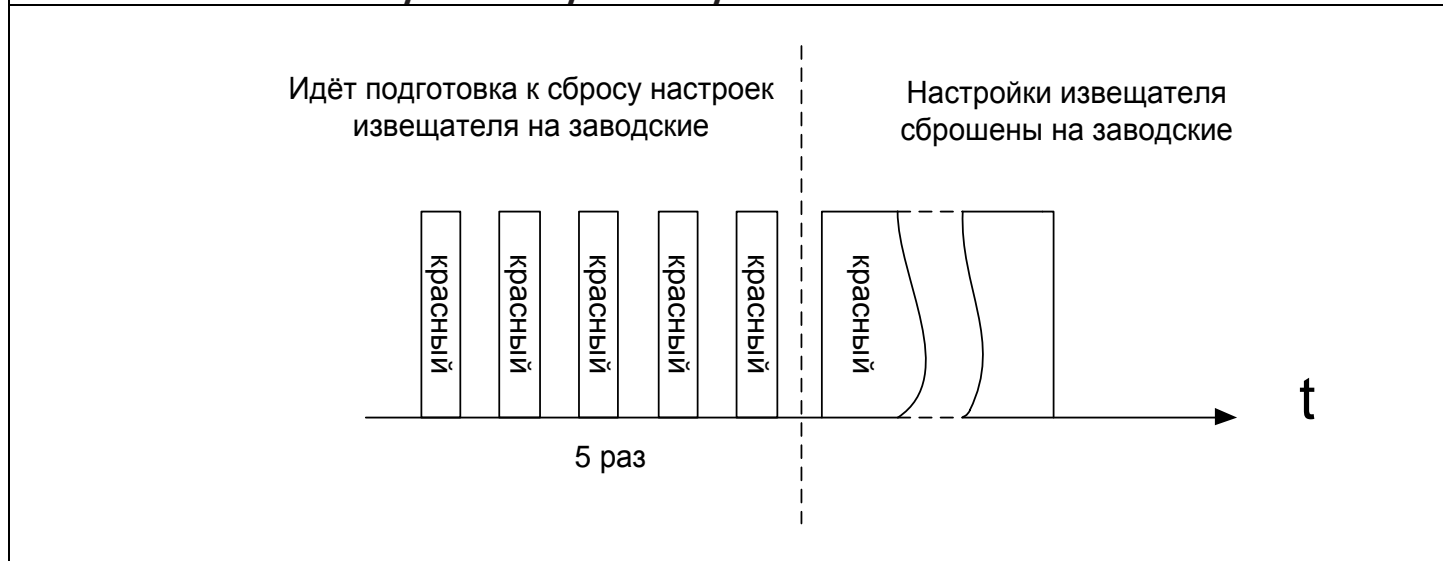 Идёт подготовка к сбросу настроек
извещателя на заводские
Настройки извещателя
сброшены на заводские
красный
красный
красный
красный
красный
красный
t
5 раз